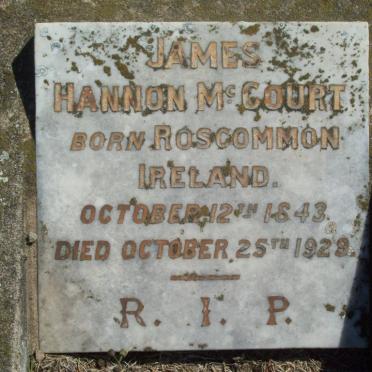 JAMES
HANNON McCOURT
BORN ROSCOMMON
IRELAND.
OCTOBER 12TH 1843.
DIED OCTOBER, 25TH 1929.
R. I. P.